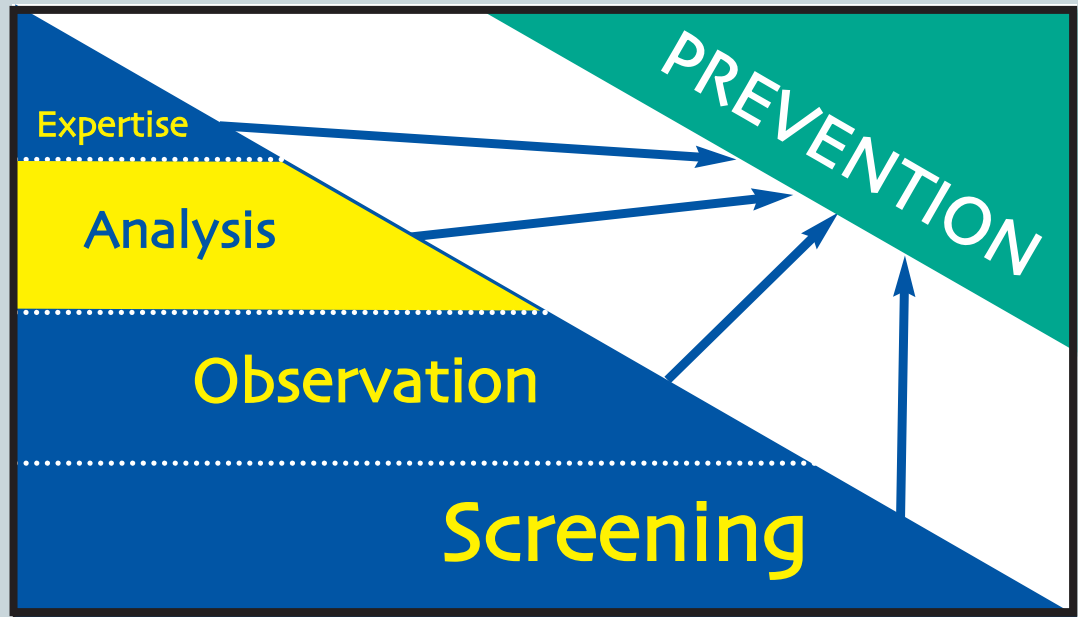 PREVENTION
Expertise
Analysis
Observation
Screening